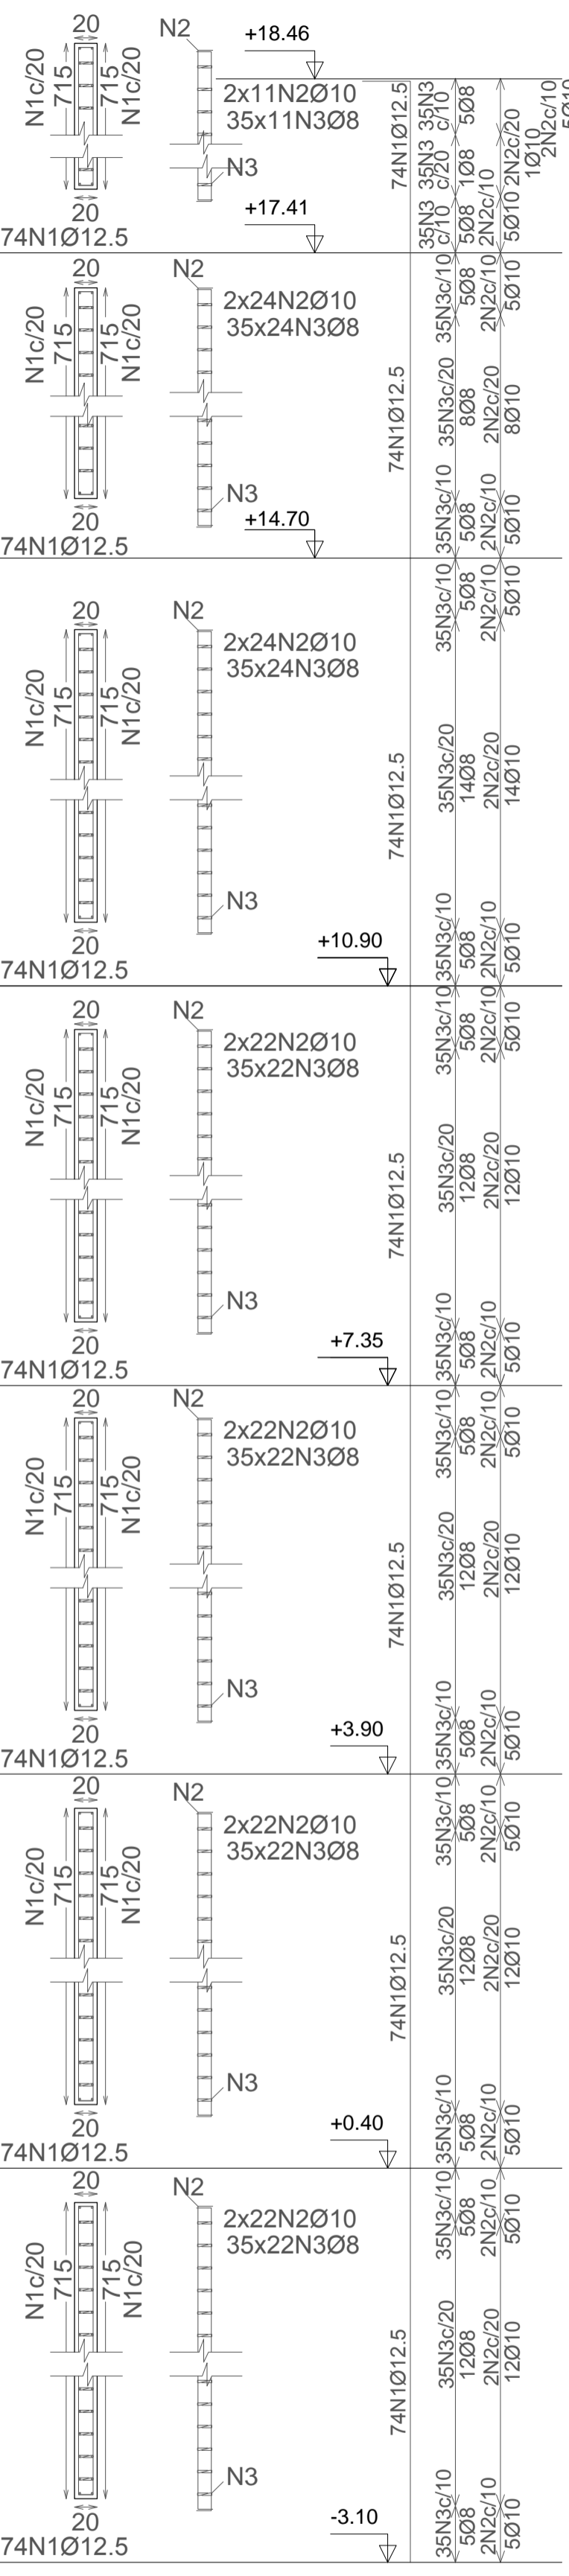 20
N2
+18.46
N1c/20
715
715
N1c/20
2x11N2Ø10
35x11N3Ø8
N3
74N1Ø12.5
35N3
c/10
5Ø8
35N3
c/20
1Ø8
35N3
c/10
5Ø8
2N2c/10
5Ø10
2N2c/20
1Ø10
2N2c/10
5Ø10
20
+17.41
74N1Ø12.5
20
N2
N1c/20
715
715
N1c/20
2x24N2Ø10
35x24N3Ø8
N3
74N1Ø12.5
35N3c/10
5Ø8
2N2c/10
5Ø10
35N3c/20
8Ø8
2N2c/20
8Ø10
35N3c/10
5Ø8
2N2c/10
5Ø10
20
+14.70
74N1Ø12.5
20
N2
N1c/20
715
715
N1c/20
2x24N2Ø10
35x24N3Ø8
N3
74N1Ø12.5
35N3c/10
5Ø8
2N2c/10
5Ø10
35N3c/20
14Ø8
2N2c/20
14Ø10
35N3c/10
5Ø8
2N2c/10
5Ø10
20
+10.90
74N1Ø12.5
20
N2
N1c/20
715
715
N1c/20
2x22N2Ø10
35x22N3Ø8
N3
74N1Ø12.5
35N3c/10
5Ø8
2N2c/10
5Ø10
35N3c/20
12Ø8
2N2c/20
12Ø10
35N3c/10
5Ø8
2N2c/10
5Ø10
20
+7.35
74N1Ø12.5
20
N2
N1c/20
715
715
N1c/20
2x22N2Ø10
35x22N3Ø8
N3
74N1Ø12.5
35N3c/10
5Ø8
2N2c/10
5Ø10
35N3c/20
12Ø8
2N2c/20
12Ø10
35N3c/10
5Ø8
2N2c/10
5Ø10
20
+3.90
74N1Ø12.5
20
N2
N1c/20
715
715
N1c/20
2x22N2Ø10
35x22N3Ø8
N3
74N1Ø12.5
35N3c/10
5Ø8
2N2c/10
5Ø10
35N3c/20
12Ø8
2N2c/20
12Ø10
35N3c/10
5Ø8
2N2c/10
5Ø10
20
+0.40
74N1Ø12.5
20
N2
N1c/20
715
715
N1c/20
2x22N2Ø10
35x22N3Ø8
N3
74N1Ø12.5
35N3c/10
5Ø8
2N2c/10
5Ø10
35N3c/20
12Ø8
2N2c/20
12Ø10
35N3c/10
5Ø8
2N2c/10
5Ø10
20
-3.10
74N1Ø12.5